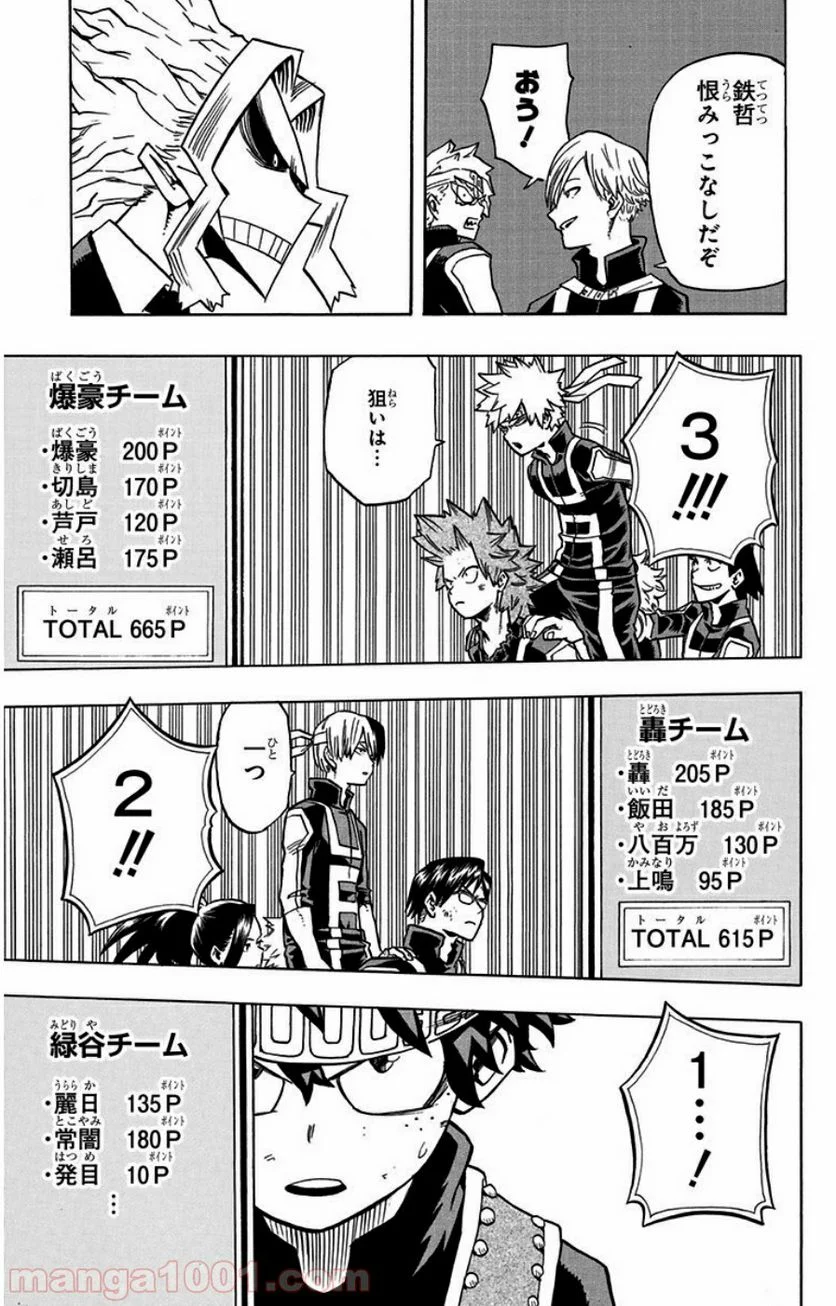 鉄哲
恨みっこなしだぞ
おう！
3
!!!
狙いは…
爆豪チーム
・爆豪 200P
・切島 170P
・芦戸 120P
・瀬呂 175P
TOTAL 665P
轟チーム
・轟 205P
・飯田 185P
・八百万 130P
・上鳴 95P
TOTAL 615P
一つ
2
!!
1…！
緑谷チーム
・麗日 135P
・常闇 180P
・発目 10P
⋮
manga1001.com